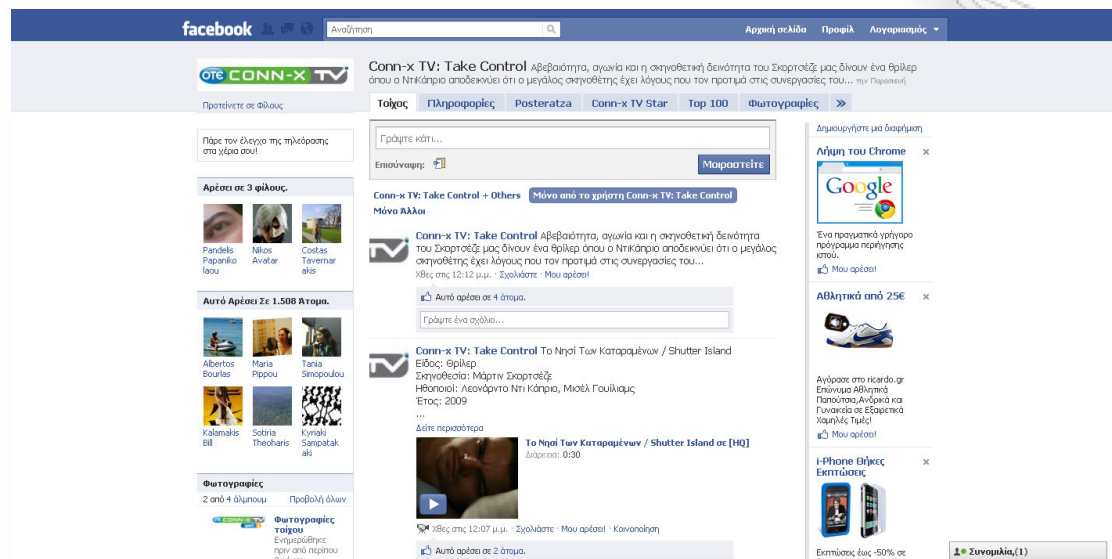 facebook
Αναζήτηση
Αρχική σελίδα Προφίλ Λογαριασμός
OTE CONN-X TV
Conn-x TV: Take Control Αβεβαιότητα, αγωνία και η σκηνοθετική δεινότητα του Σκορτσέζε μας δίνουν ένα θρίλερ
όπου ο ΝτιΚάπριο αποδεικνύει ότι ο μεγάλος σκηνοθέτης έχει λόγους που τον προτιμά στις συνεργασίες του... την Παρασκευή
Προτείνετε σε Φίλους
Τοίχος Πληροφορίες Posteratza Conn-x TV Star Top 100 Φωτογραφίες »
Πάρε τον έλεγχο της τηλεόρασης
στα χέρια σου!
Γράψτε κάτι...
Επισύναψη:
Μοιραστείτε
Αρέσει σε 3 φίλους.
Pandelis
Papaniko
laou
Nikos
Avatar
Costas
Tavernar
akis
Conn-x TV: Take Control + Others Μόνο από το χρήστη Conn-x TV: Take Control
Μόνο Άλλοι
Conn-x TV: Take Control Αβεβαιότητα, αγωνία και η σκηνοθετική δεινότητα
του Σκορτσέζε μας δίνουν ένα θρίλερ όπου ο ΝτιΚάπριο αποδεικνύει ότι ο μεγάλος
σκηνοθέτης έχει λόγους που τον προτιμά στις συνεργασίες του...
Χθες στις 12:12 μ.μ. · Σχολιάστε · Μου αρέσει!
Αυτό αρέσει σε 4 άτομα.
Γράψτε ένα σχόλιο...
Αυτό Αρέσει Σε 1.508 Άτομα.
Albertos
Bourlas
Maria
Pippou
Tania
Simopoulou
Kalamakis
Bill
Sotiria
Theoharis
Kyriaki
Sampatak
aki
Conn-x TV: Take Control Το Νησί Των Καταραμένων / Shutter Island
Είδος: Θρίλερ
Σκηνοθεσία: Μάρτιν Σκορτσέζε
Ηθοποιοί: Λεονάρντο Ντι Κάπριο, Μισέλ Γουίλιαμς
Έτος: 2009
...
Δείτε περισσότερα
Το Νησί Των Καταραμένων / Shutter Island σε [HQ]
Διάρκεια: 0:30
Χθες στις 12:07 μ.μ. · Σχολιάστε · Μου αρέσει! · Κοινοποίηση
Αυτό αρέσει σε 2 άτομα.
Φωτογραφίες
2 από 4 άλμπουμ Προβολή όλων
Φωτογραφίες
τοίχου
Ενημερώθηκε
πριν από περίπου
Δημιουργήστε μια διαφήμιση
Λήψη του Chrome
Google
Ένα πραγματικά γρήγορο
πρόγραμμα περιήγησης
ιστού.
Μου αρέσει!
Αθλητικά από 25€
Αγόρασε στο ricardo.gr
Επώνυμα Αθλητικά
Παπούτσια,Ανδρικά και
Γυναικεία σε Εξαιρετικά
Χαμηλές Τιμές!
Μου αρέσει!
i-Phone Θήκες
Εκπτώσεις
Εκπτώσεις έως -50% σε
Συνομιλία,(1)